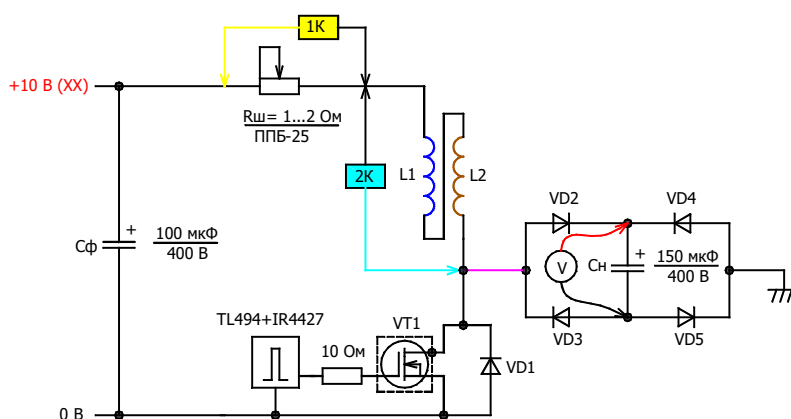 1К
+10 В (ХХ)
Rш= 1...2 Ом
ППБ-25
2К
L1
L2
VD2
VD4
Сф
+
100 мкФ
400 В
V
Сн
+
150 мкФ
400 В
TL494+IR4427
VT1
10 Ом
VD3
VD5
VD1
0 В